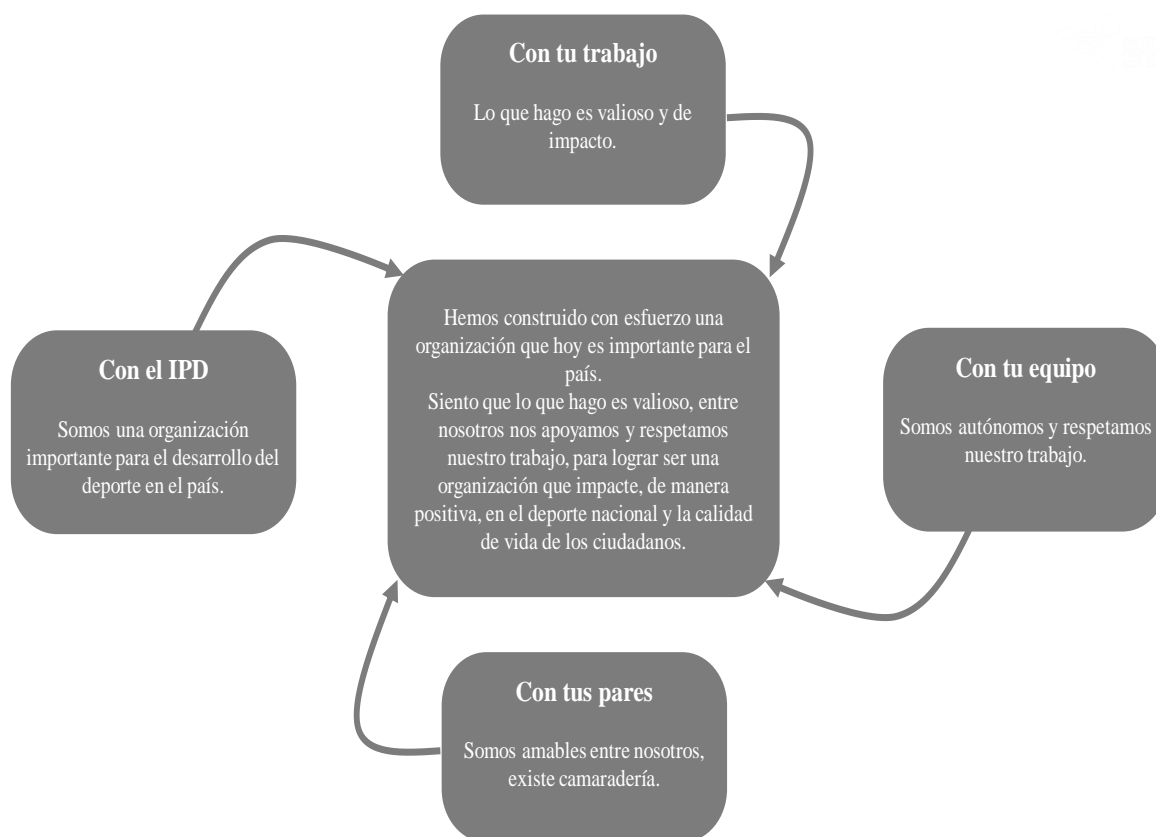 Con tu trabajo
Lo que hago es valioso y de
impacto.
Hemos construido con esfuerzo una
organización que hoy es importante para el
país.
Siento que lo que hago es valioso, entre
nosotros nos apoyamos y respetamos
nuestro trabajo, para lograr ser una
organización que impacte, de manera
positiva, en el deporte nacional y la calidad
de vida de los ciudadanos.
Con el IPD
Somos una organización
importante para el desarrollo del
deporte en el país.
Con tu equipo
Somos autónomos y respetamos
nuestro trabajo.
Con tus pares
Somos amables entre nosotros,
existe camaradería.